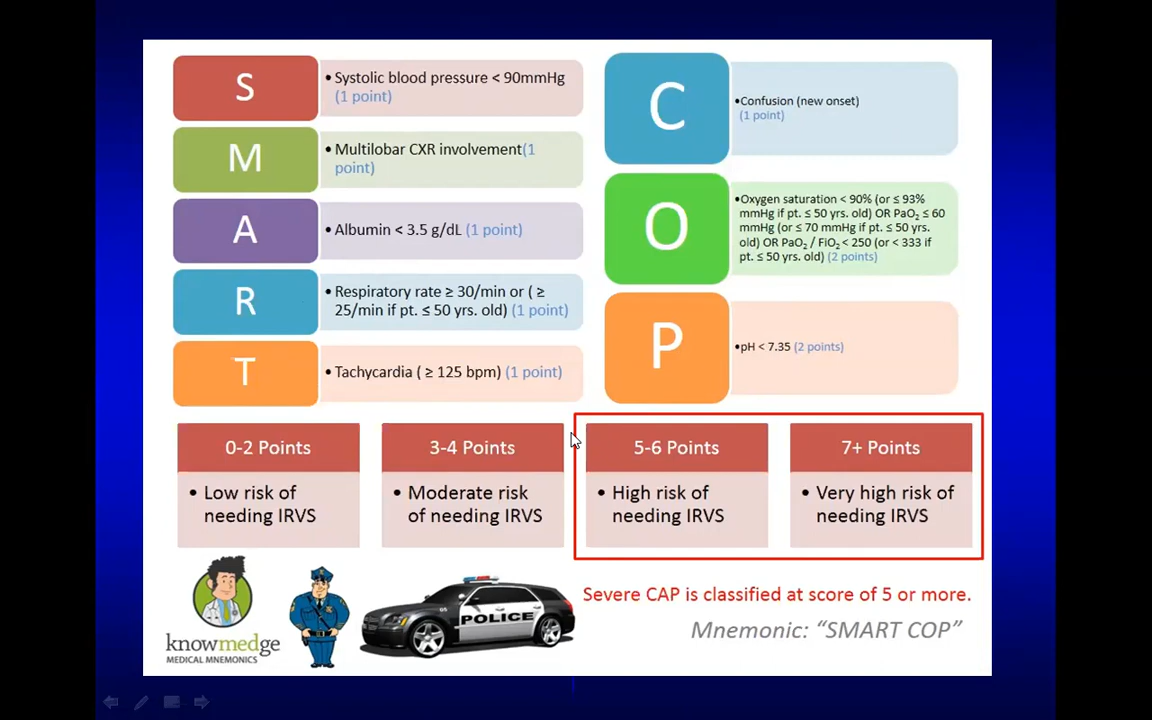 S
• Systolic blood pressure < 90mmHg
(1 point)
M
• Multilobar CXR involvement(1
point)
A
• Albumin < 3.5 g/dL (1 point)
R
• Respiratory rate ≥ 30/min or ( ≥
25/min if pt. ≤ 50 yrs. old) (1 point)
T
• Tachycardia ( ≥ 125 bpm) (1 point)
C
•Confusion (new onset)
(1 point)
O
•Oxygen saturation < 90% (or ≤ 93%
mmHg if pt. ≤ 50 yrs. old) OR PaO₂ ≤ 60
mmHg (or ≤ 70 mmHg if pt. ≤ 50 yrs.
old) OR PaO₂ / FiO₂ < 250 (or < 333 if
pt. ≤ 50 yrs. old) (2 points)
P
•pH < 7.35 (2 points)
0-2 Points
• Low risk of
needing IRVS
3-4 Points
• Moderate risk
of needing IRVS
5-6 Points
• High risk of
needing IRVS
7+ Points
• Very high risk of
needing IRVS
knowmedge
MEDICAL MNEMONICS
05
POLICE
Severe CAP is classified at score of 5 or more.
Mnemonic: “SMART COP”